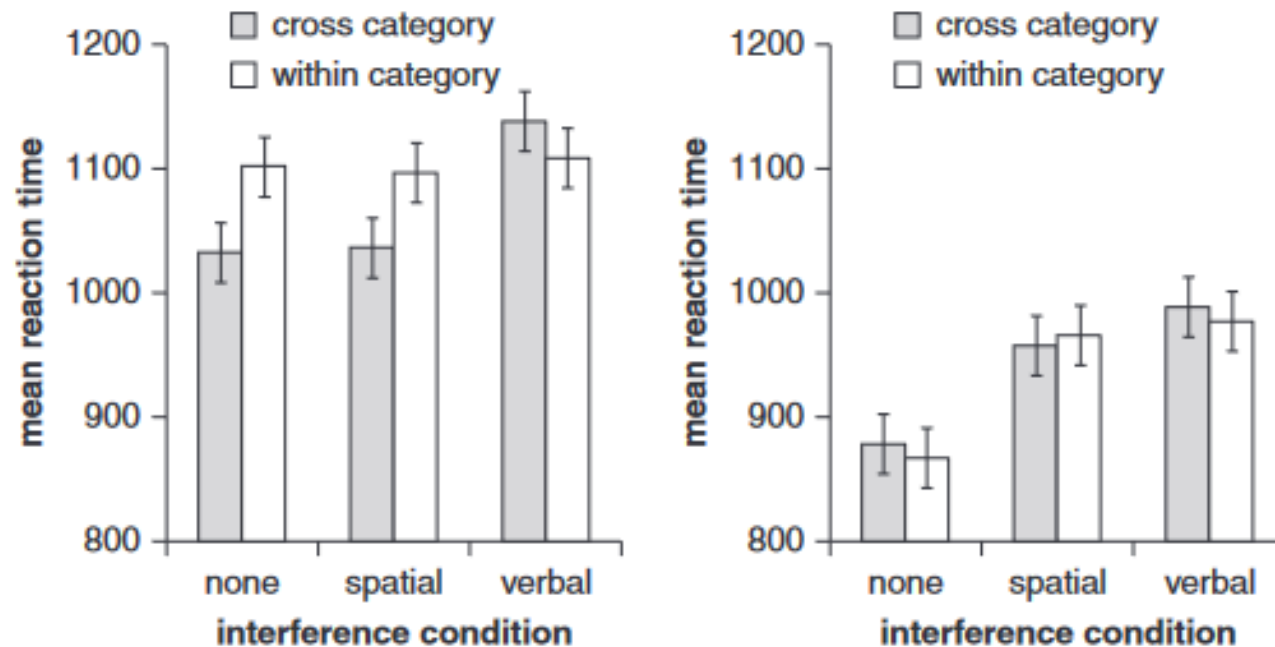 cross category
within category
mean reaction time
1200
1100
1000
900
800
none spatial verbal
interference condition
cross category
within category
mean reaction time
1200
1100
1000
900
800
none spatial verbal
interference condition